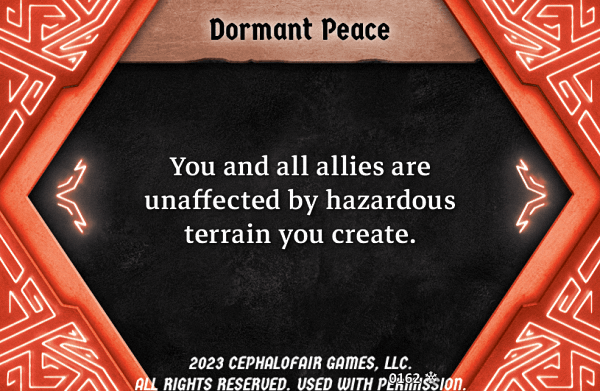 Dormant Peace
You and all allies are
unaffected by hazardous
terrain you create.
2023 CEPHALOFAIR GAMES, LLC.
ALL RIGHTS RESERVED. USED WITH PERMISSION.
0162